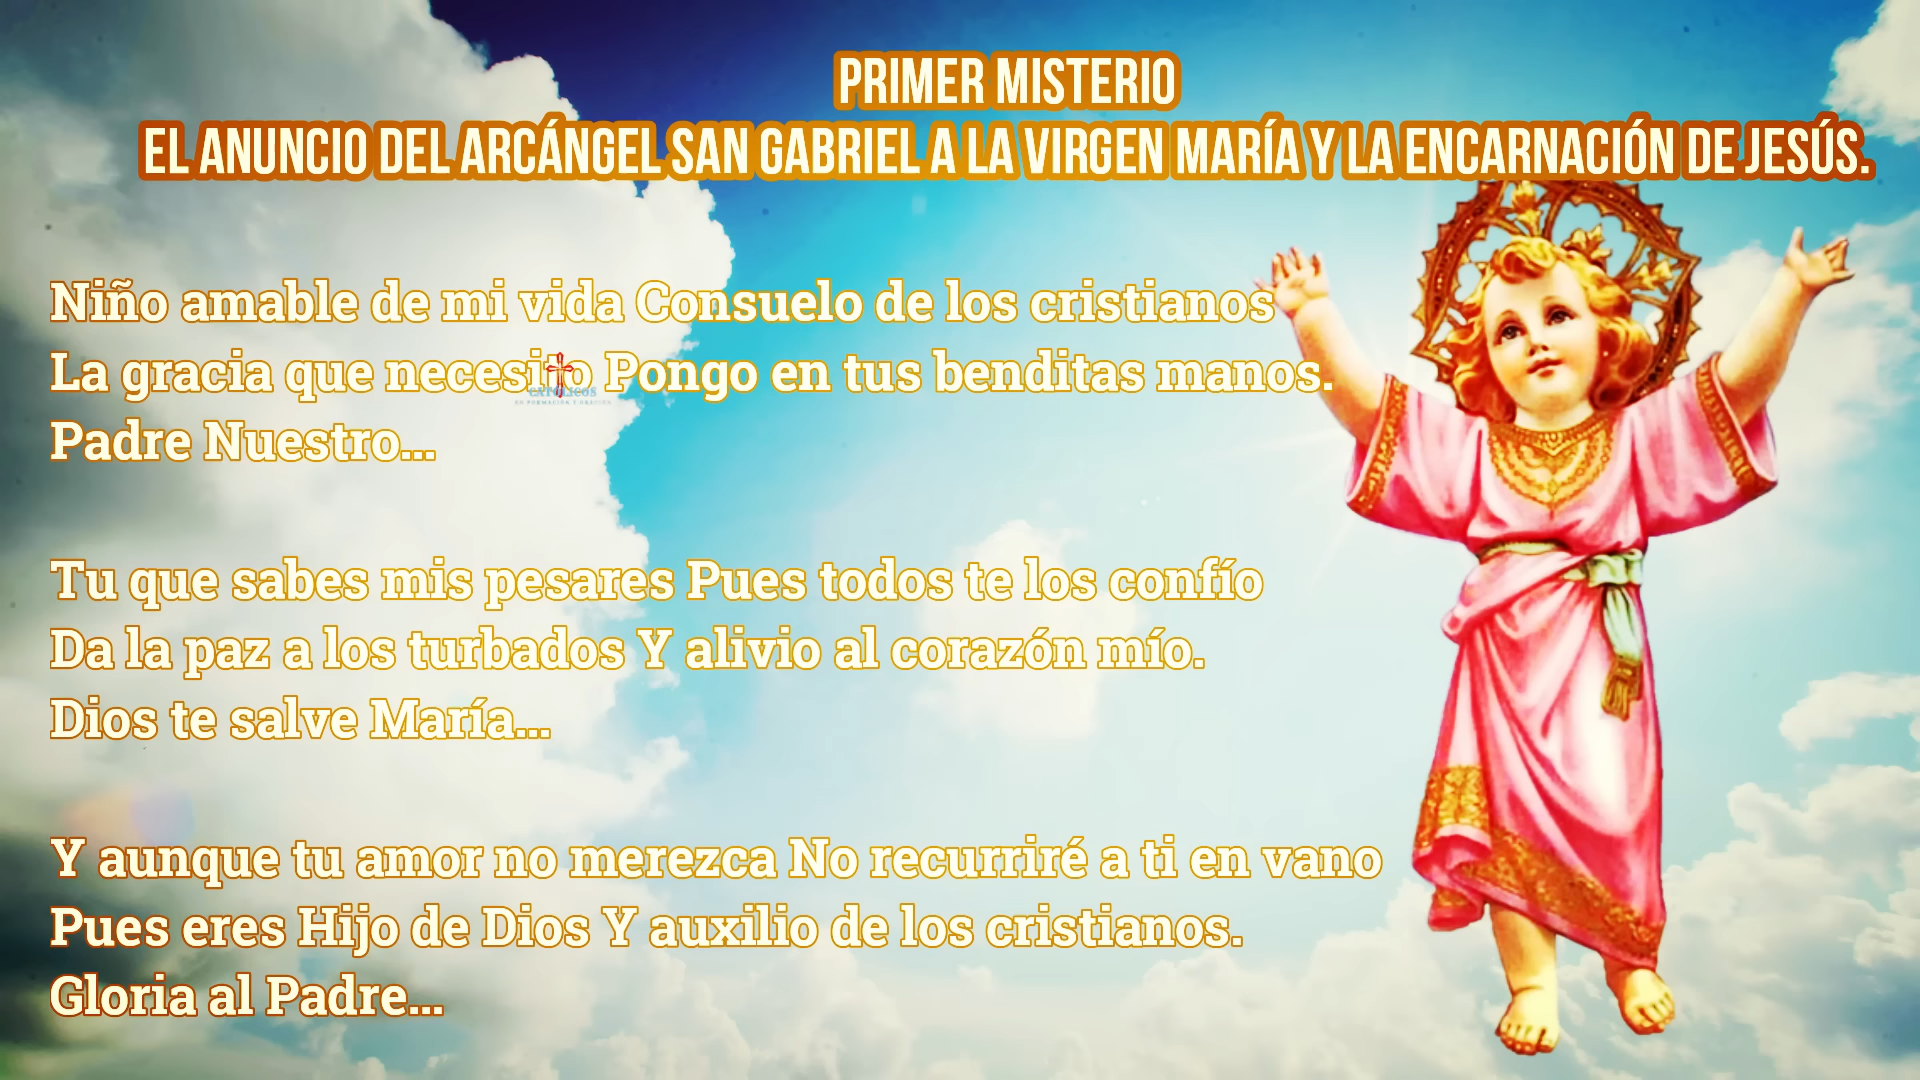 PRIMER MISTERIO
EL ANUNCIO DEL ARCÁNGEL SAN GABRIEL A LA VIRGEN MARÍA Y LA ENCARNACIÓN DE JESÚS.
Niño amable de mi vida Consuelo de los cristianos
La gracia que necesito Pongo en tus benditas manos.
CATÓLICOS
EN FORMACIÓN Y ORACIÓN
Padre Nuestro...
Tu que sabes mis pesares Pues todos te los confío
Da la paz a los turbados Y alivio al corazón mío.
Dios te salve María...
Y aunque tu amor no merezca No recurriré a ti en vano
Pues eres Hijo de Dios Y auxilio de los cristianos.
Gloria al Padre...